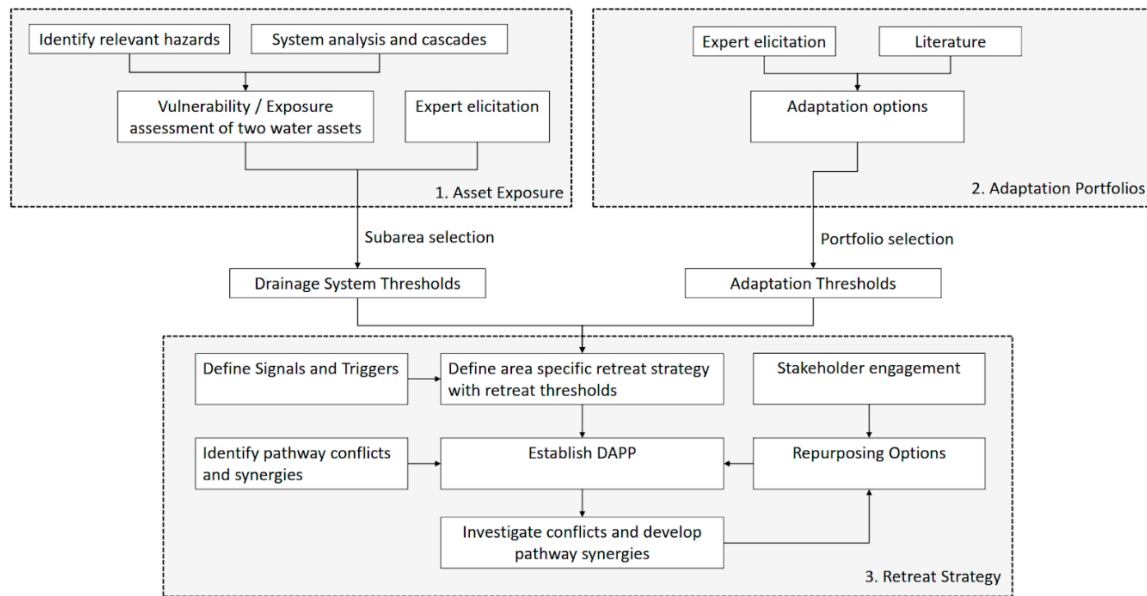 Identify relevant hazards
System analysis and cascades
Vulnerability / Exposure
assessment of two water assets
Expert elicitation
1. Asset Exposure
Expert elicitation
Literature
Adaptation options
2. Adaptation Portfolios
Subarea selection
Portfolio selection
Drainage System Thresholds
Adaptation Thresholds
Define Signals and Triggers
Define area specific retreat strategy
with retreat thresholds
Stakeholder engagement
Identify pathway conflicts
and synergies
Establish DAPP
Repurposing Options
Investigate conflicts and develop
pathway synergies
3. Retreat Strategy